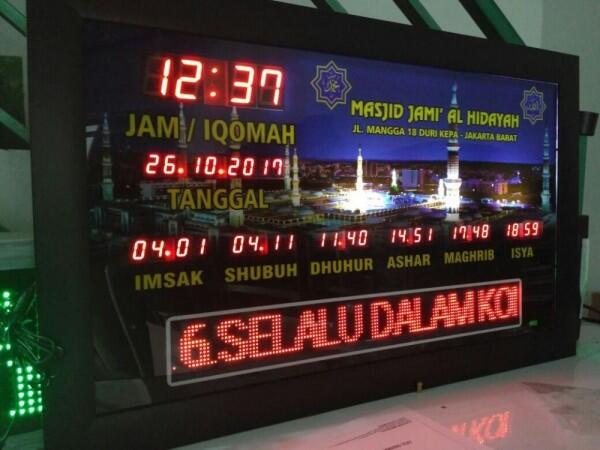 12:37
MASJID JAMI' AL HIDAYAH
JL. MANGGA 18 DURI KEPA - JAKARTA BARAT
JAM / IQOMAH
26.10.2017
TANGGAL
04.01 04.11 11.40 14.51 17.48 18.59
IMSAK SHUBUH DHUHUR ASHAR MAGHRIB ISYA
.6.SELALU DALAM KO